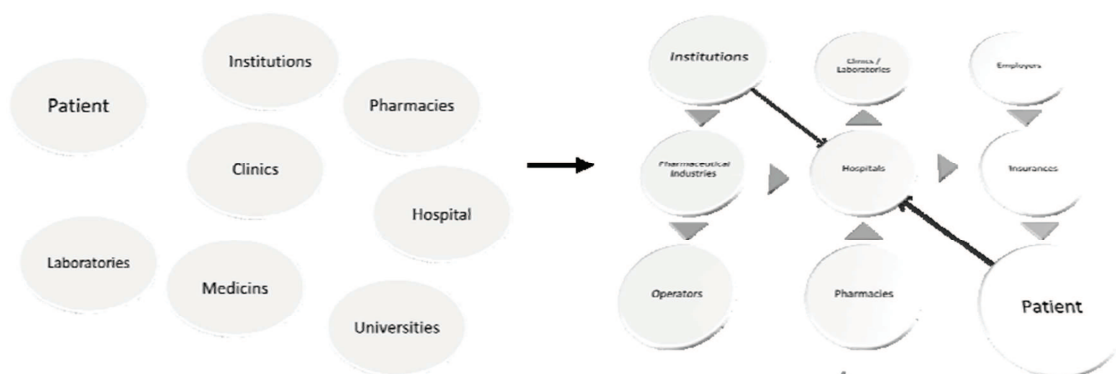 Patient
Institutions
Pharmacies
Clinics
Hospital
Laboratories
Medicins
Universities
Institutions
Clinics /
Laboratories
Employers
Pharmaceutical
Industries
Hospitals
Insurances
Operators
Pharmacies
Patient